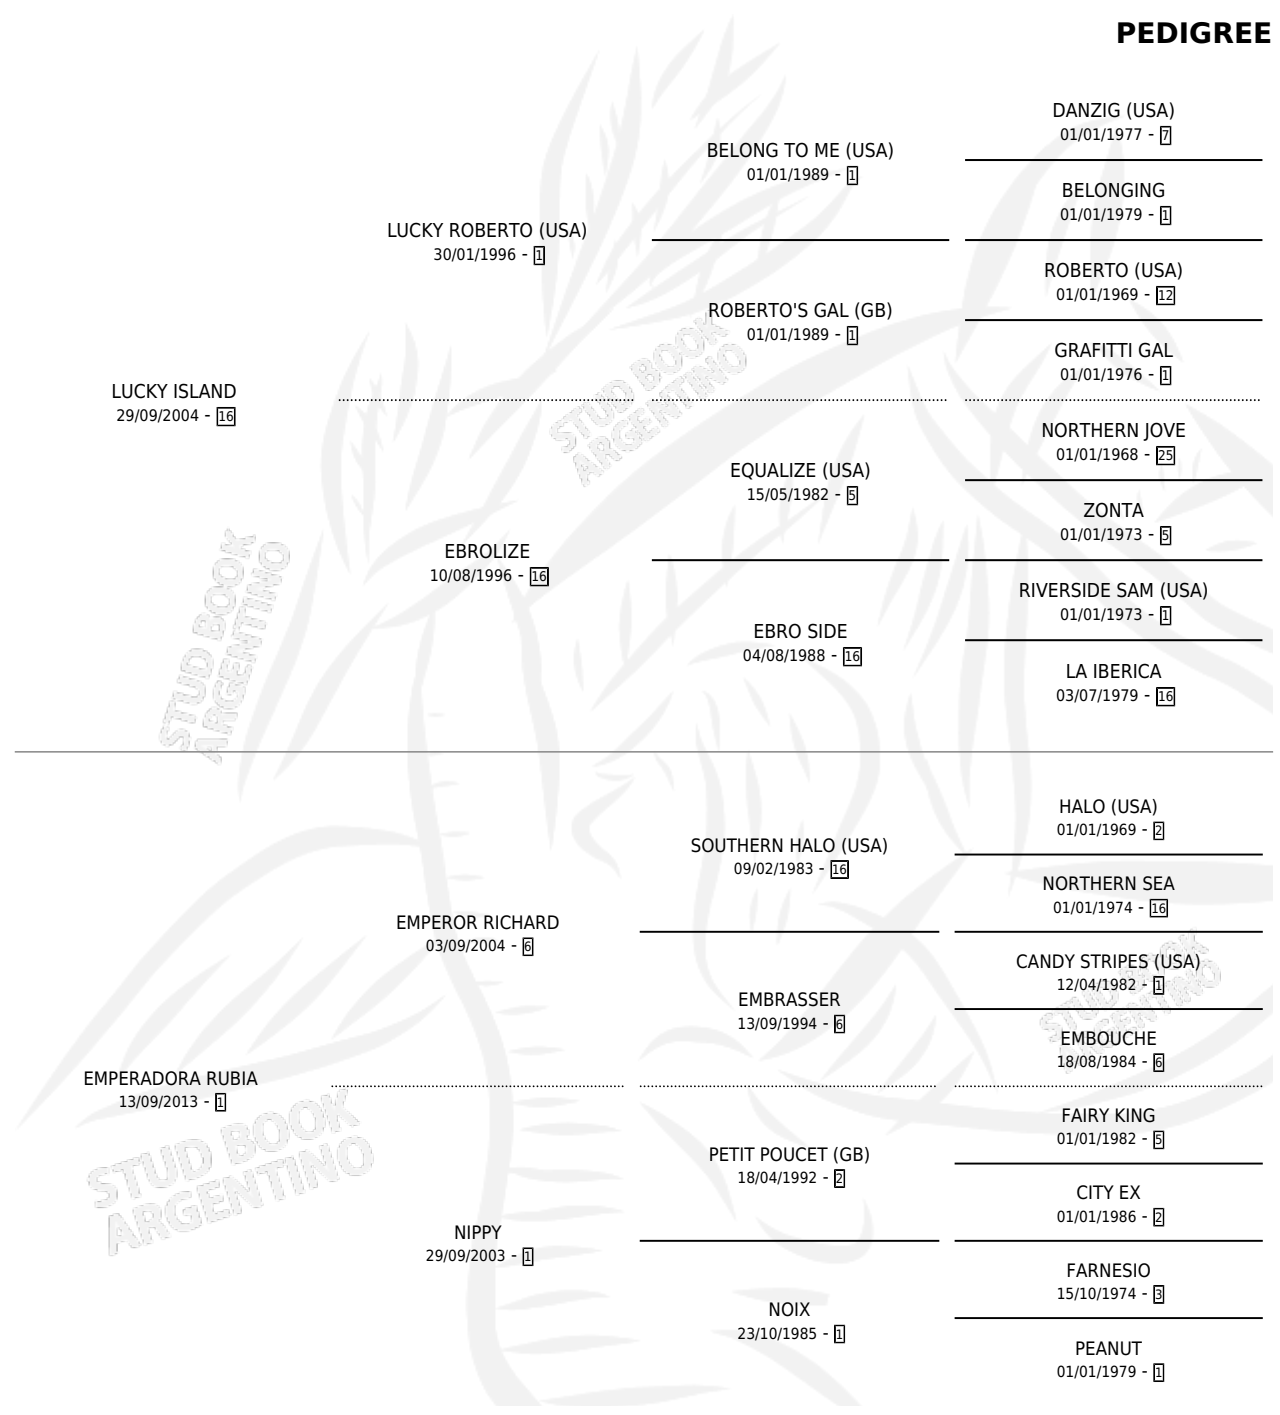 PEDIGREE
DANZIG (USA)
01/01/1977 - 7
BELONG TO ME (USA)
01/01/1989 - 1
BELONGING
01/01/1979 - 1
LUCKY ROBERTO (USA)
30/01/1996 - 1
ROBERTO (USA)
01/01/1969 - 12
ROBERTO'S GAL (GB)
01/01/1989 - 1
GRAFITTI GAL
01/01/1976 - 1
LUCKY ISLAND
29/09/2004 - 16
NORTHERN JOVE
01/01/1968 - 25
EQUALIZE (USA)
15/05/1982 - 5
ZONTA
01/01/1973 - 5
EBROLIZE
10/08/1996 - 16
RIVERSIDE SAM (USA)
01/01/1973 - 1
EBRO SIDE
04/08/1988 - 16
LA IBERICA
03/07/1979 - 16
HALO (USA)
01/01/1969 - 2
SOUTHERN HALO (USA)
09/02/1983 - 16
NORTHERN SEA
01/01/1974 - 16
EMPEROR RICHARD
03/09/2004 - 6
CANDY STRIPES (USA)
12/04/1982 - 1
EMBRASSER
13/09/1994 - 6
EMBOUCHE
18/08/1984 - 6
EMPERADORA RUBIA
13/09/2013 - 1
FAIRY KING
01/01/1982 - 5
PETIT POUCET (GB)
18/04/1992 - 2
CITY EX
01/01/1986 - 2
NIPPY
29/09/2003 - 1
FARNESIO
15/10/1974 - 3
NOIX
23/10/1985 - 1
PEANUT
01/01/1979 - 1
STUD BOOK
ARGENTINO
STUD BOOK
ARGENTINO
STUD BOOK
ARGENTINO
STUD BOOK
ARGENTINO